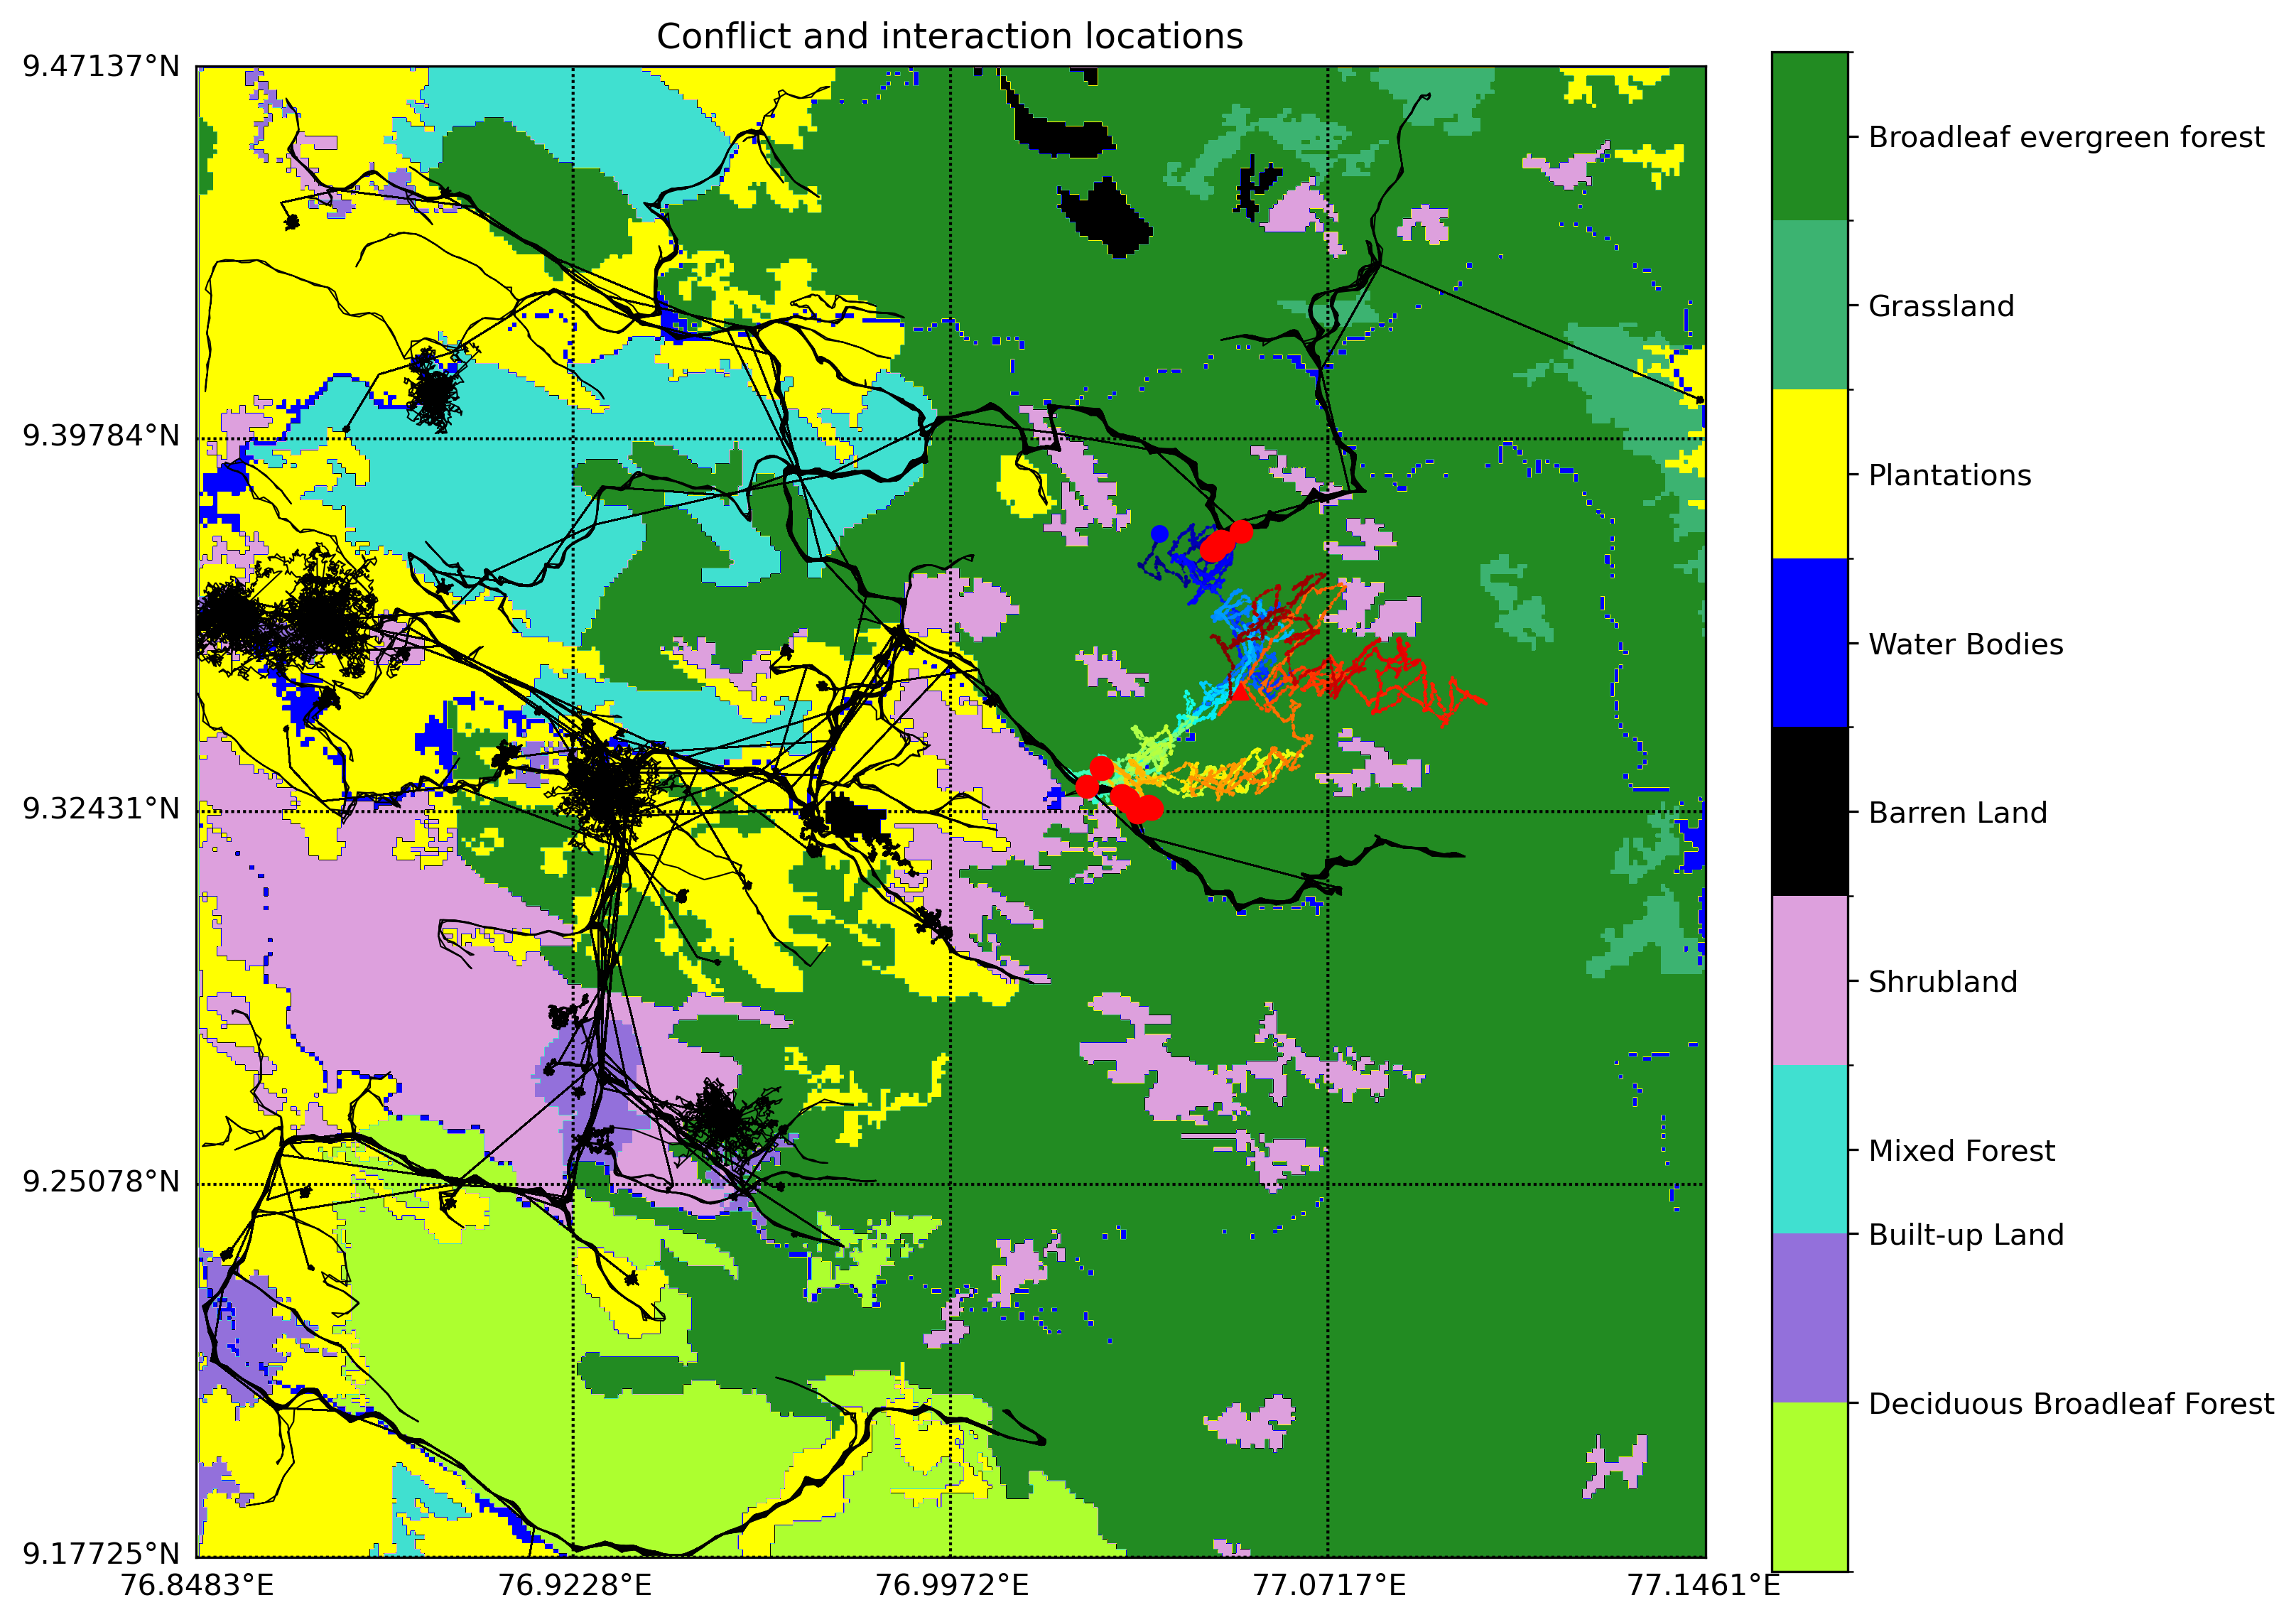 Conflict and interaction locations
9.47137°N
9.39784°N
9.32431°N
9.25078°N
9.17725°N
76.8483°E
76.9228°E
76.9972°E
77.0717°E
77.1461°E
Broadleaf evergreen forest
Grassland
Plantations
Water Bodies
Barren Land
Shrubland
Mixed Forest
Built-up Land
Deciduous Broadleaf Forest